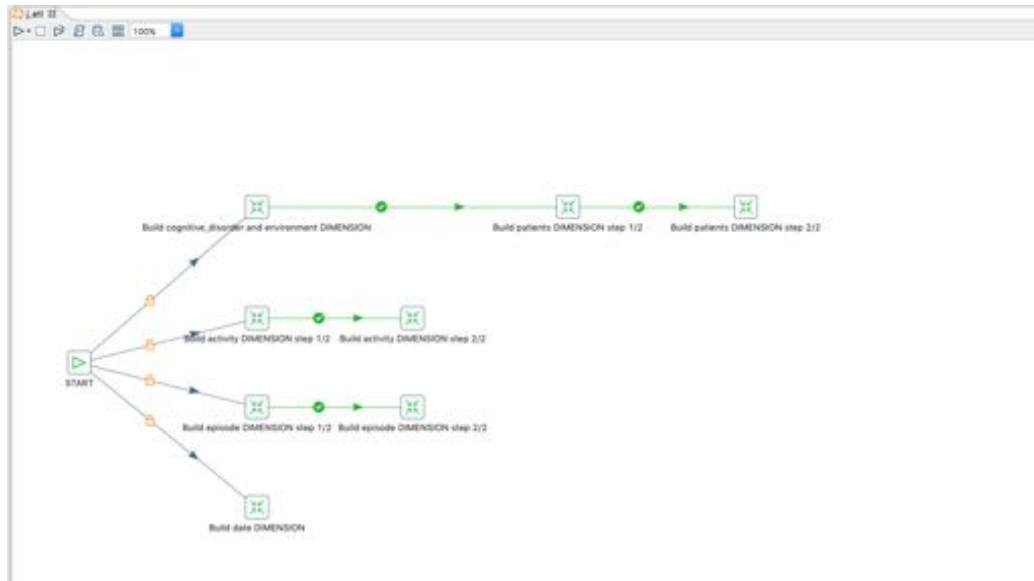 j_etl
100%
Build cognitive_disorder and environment DIMENSION
Build patients DIMENSION step 1/2
Build patients DIMENSION step 2/2
Build activity DIMENSION step 1/2
Build activity DIMENSION step 2/2
START
Build episode DIMENSION step 1/2
Build episode DIMENSION step 2/2
Build date DIMENSION